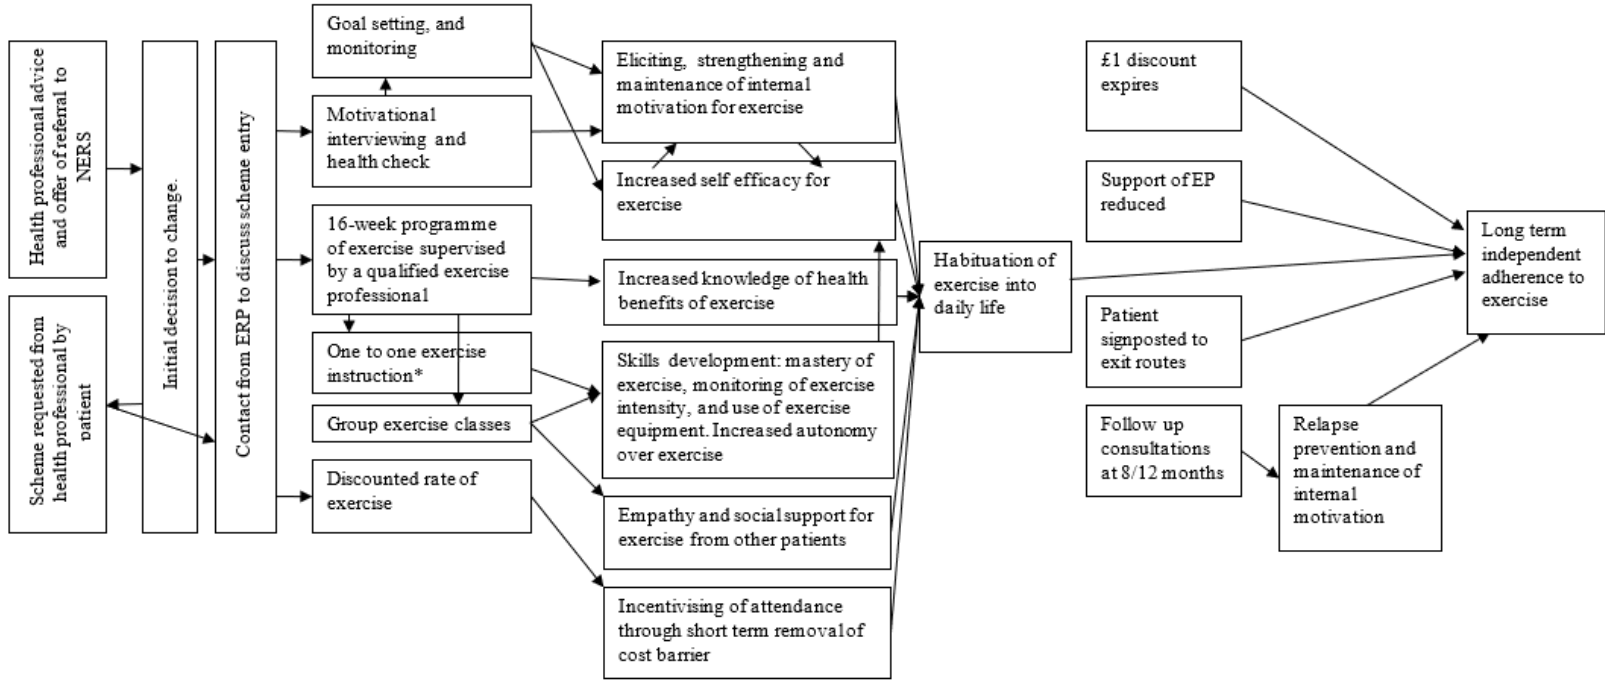 Health professional advice
and offer of referral to
NERS
Scheme requested from
health professional by
patient
Initial decision to change.
Contact from ERP to discuss scheme entry
Goal setting, and
monitoring
Motivational
interviewing and
health check
16-week programme
of exercise supervised
by a qualified exercise
professional
One to one exercise
instruction*
Group exercise classes
Discounted rate of
exercise
Eliciting, strengthening and
maintenance of internal
motivation for exercise
Increased self efficacy for
exercise
Increased knowledge of health
benefits of exercise
Skills development: mastery of
exercise, monitoring of exercise
intensity, and use of exercise
equipment. Increased autonomy
over exercise
Empathy and social support for
exercise from other patients
Incentivising of attendance
through short term removal of
cost barrier
Habituation of
exercise into
daily life
£1 discount
expires
Support of EP
reduced
Patient
signposted to
exit routes
Follow up
consultations
at 8/12 months
Relapse
prevention and
maintenance of
internal
motivation
Long term
independent
adherence to
exercise